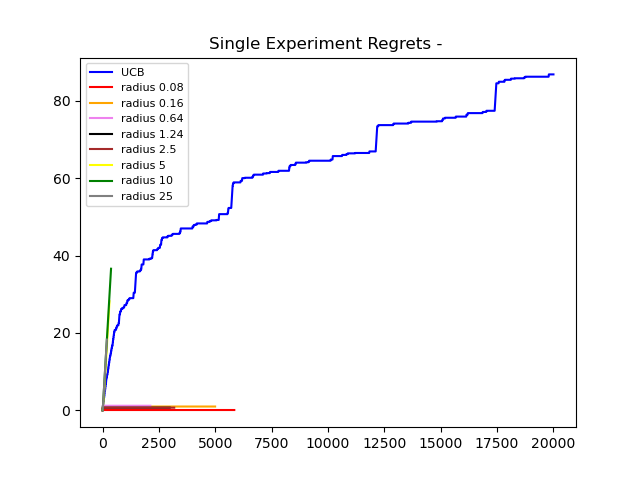 Single Experiment Regrets -
UCB
radius 0.08
radius 0.16
radius 0.64
radius 1.24
radius 2.5
radius 5
radius 10
radius 25
80
60
40
20
0
0 2500 5000 7500 10000 12500 15000 17500 20000